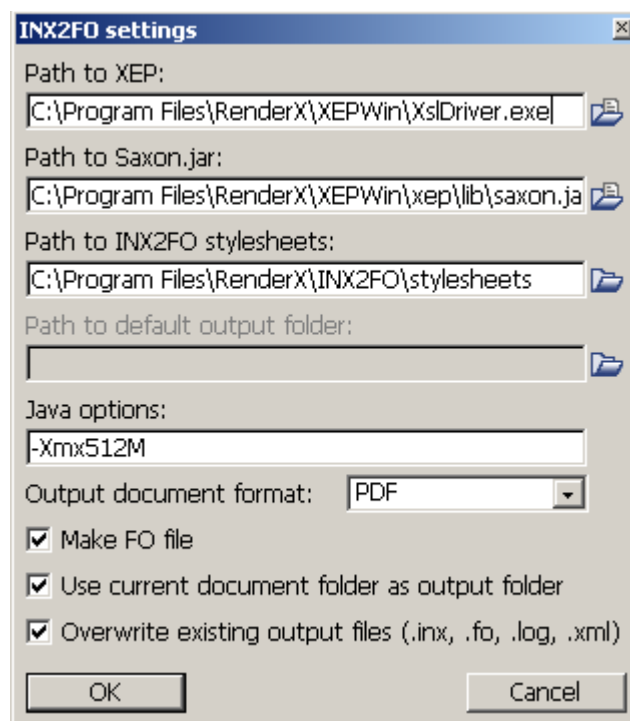 INX2FO settings
Path to XEP:
C:\Program Files\RenderX\XEPWin\XslDriver.exe
Path to Saxon.jar:
C:\Program Files\RenderX\XEPWin\xep\lib\saxon.ja
Path to INX2FO stylesheets:
C:\Program Files\RenderX\INX2FO\stylesheets
Path to default output folder:
Java options:
-Xmx512M
Output document format: PDF
Make FO file
Use current document folder as output folder
Overwrite existing output files (.inx, .fo, .log, .xml)
OK Cancel